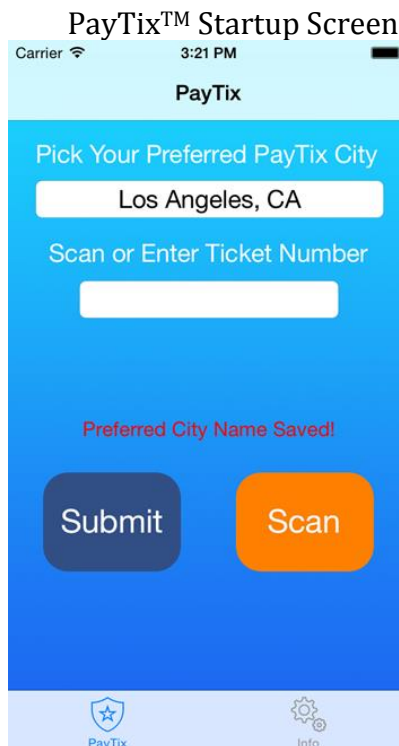 PayTix™ Startup Screen
Carrier 3:21 PM
PayTix
Pick Your Preferred PayTix City
Los Angeles, CA
Scan or Enter Ticket Number
Preferred City Name Saved!
Submit Scan
PayTix Info